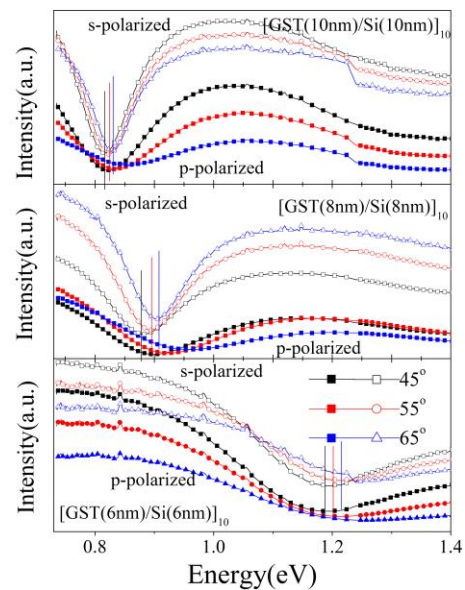 s-polarized
[GST(10nm)/Si(10nm)]10
Intensity(a.u.)
p-polarized
s-polarized
[GST(8nm)/Si(8nm)]10
Intensity(a.u.)
p-polarized
s-polarized
45°
55°
65°
Intensity(a.u.)
p-polarized
[GST(6nm)/Si(6nm)]10
0.8 1.0 1.2 1.4
Energy(eV)